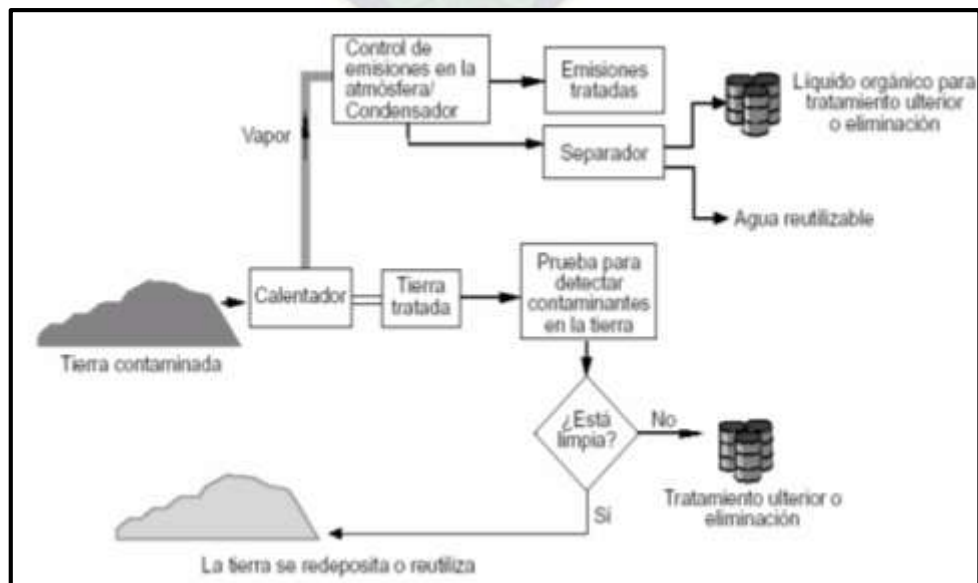 Control de
emisiones en la
atmósfera/
Condensador
Emisiones
tratadas
Líquido orgánico para
tratamiento ulterior
o eliminación
Vapor
Separador
Agua reutilizable
Calentador
Tierra
tratada
Prueba para
detectar
contaminantes
en la tierra
Tierra contaminada
¿Está
limpia?
No
Tratamiento ulterior o
eliminación
Sí
La tierra se redeposita o reutiliza